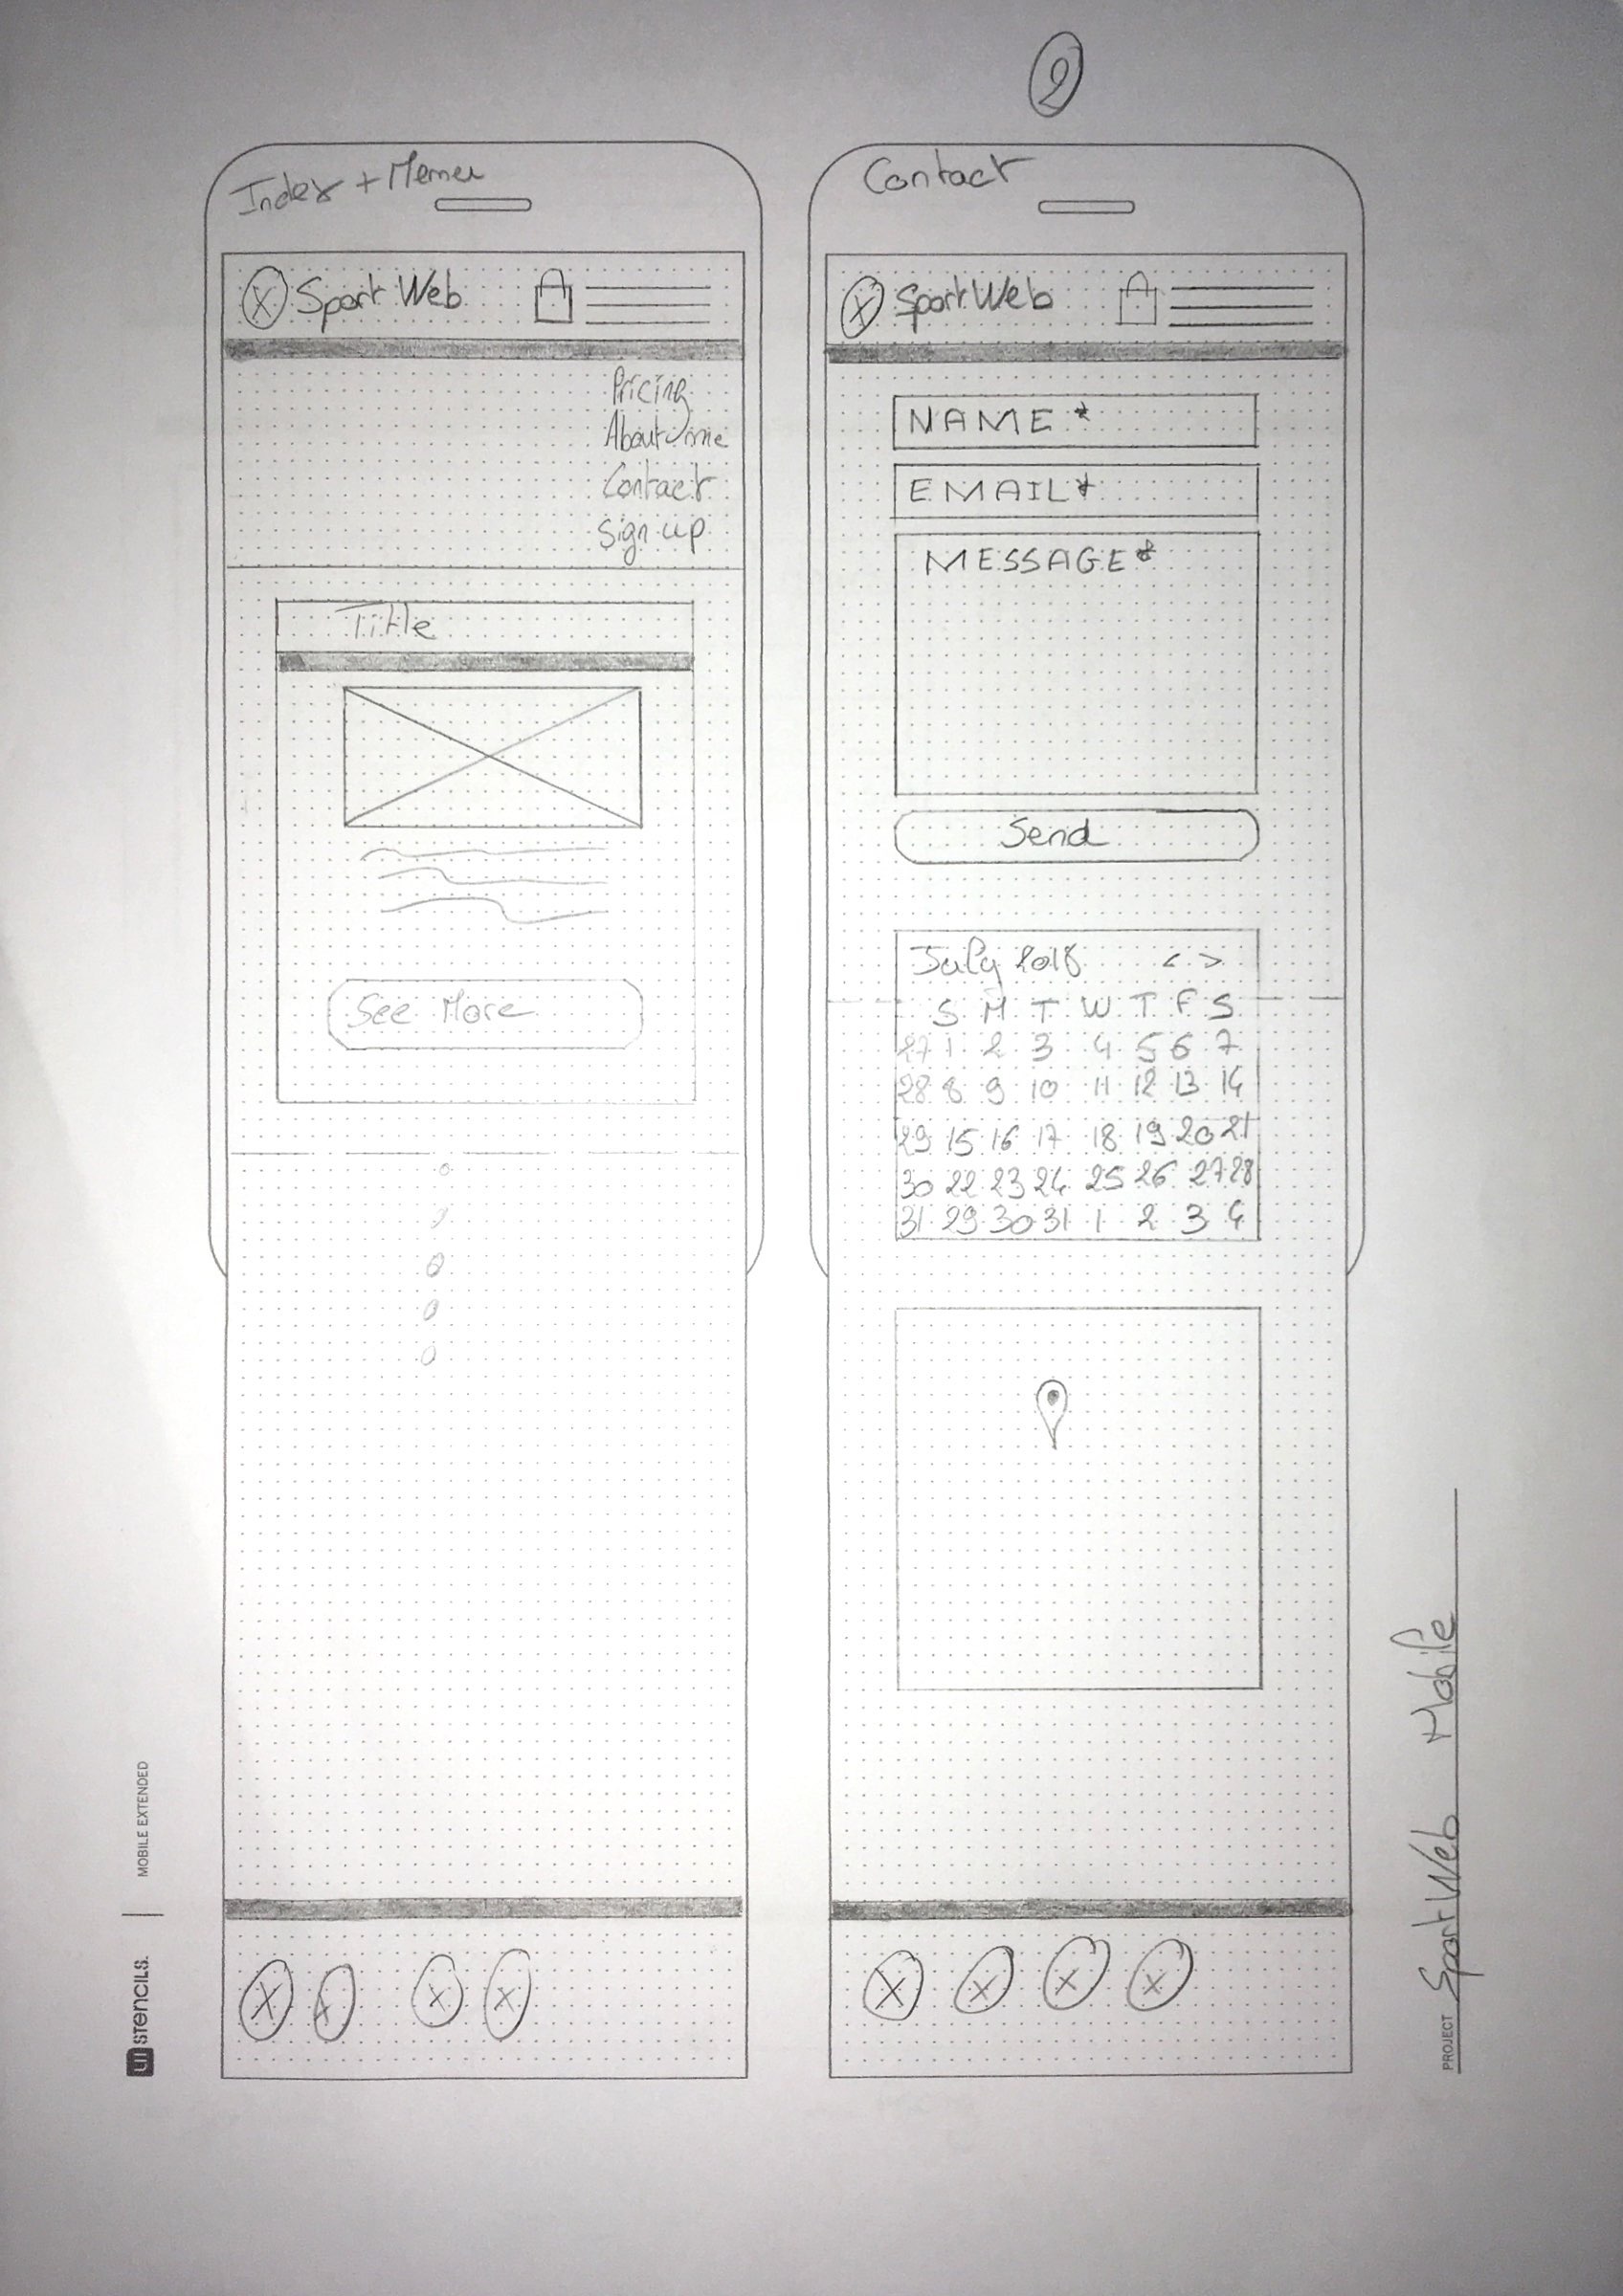 2
Index + Menu
Sport Web
Pricing
About me
Contact
Sign up
Title
See More
Contact
Sport Web
NAME *
EMAIL *
MESSAGE *
Send
July 2018 < >
S M T W T F S
27 1 2 3 4 5 6 7
28 8 9 10 11 12 13 14
29 15 16 17 18 19 20 21
30 22 23 24 25 26 27 28
31 29 30 31 1 2 3 4
UI STENCILS. | MOBILE EXTENDED
PROJECT Sport Web Mobile